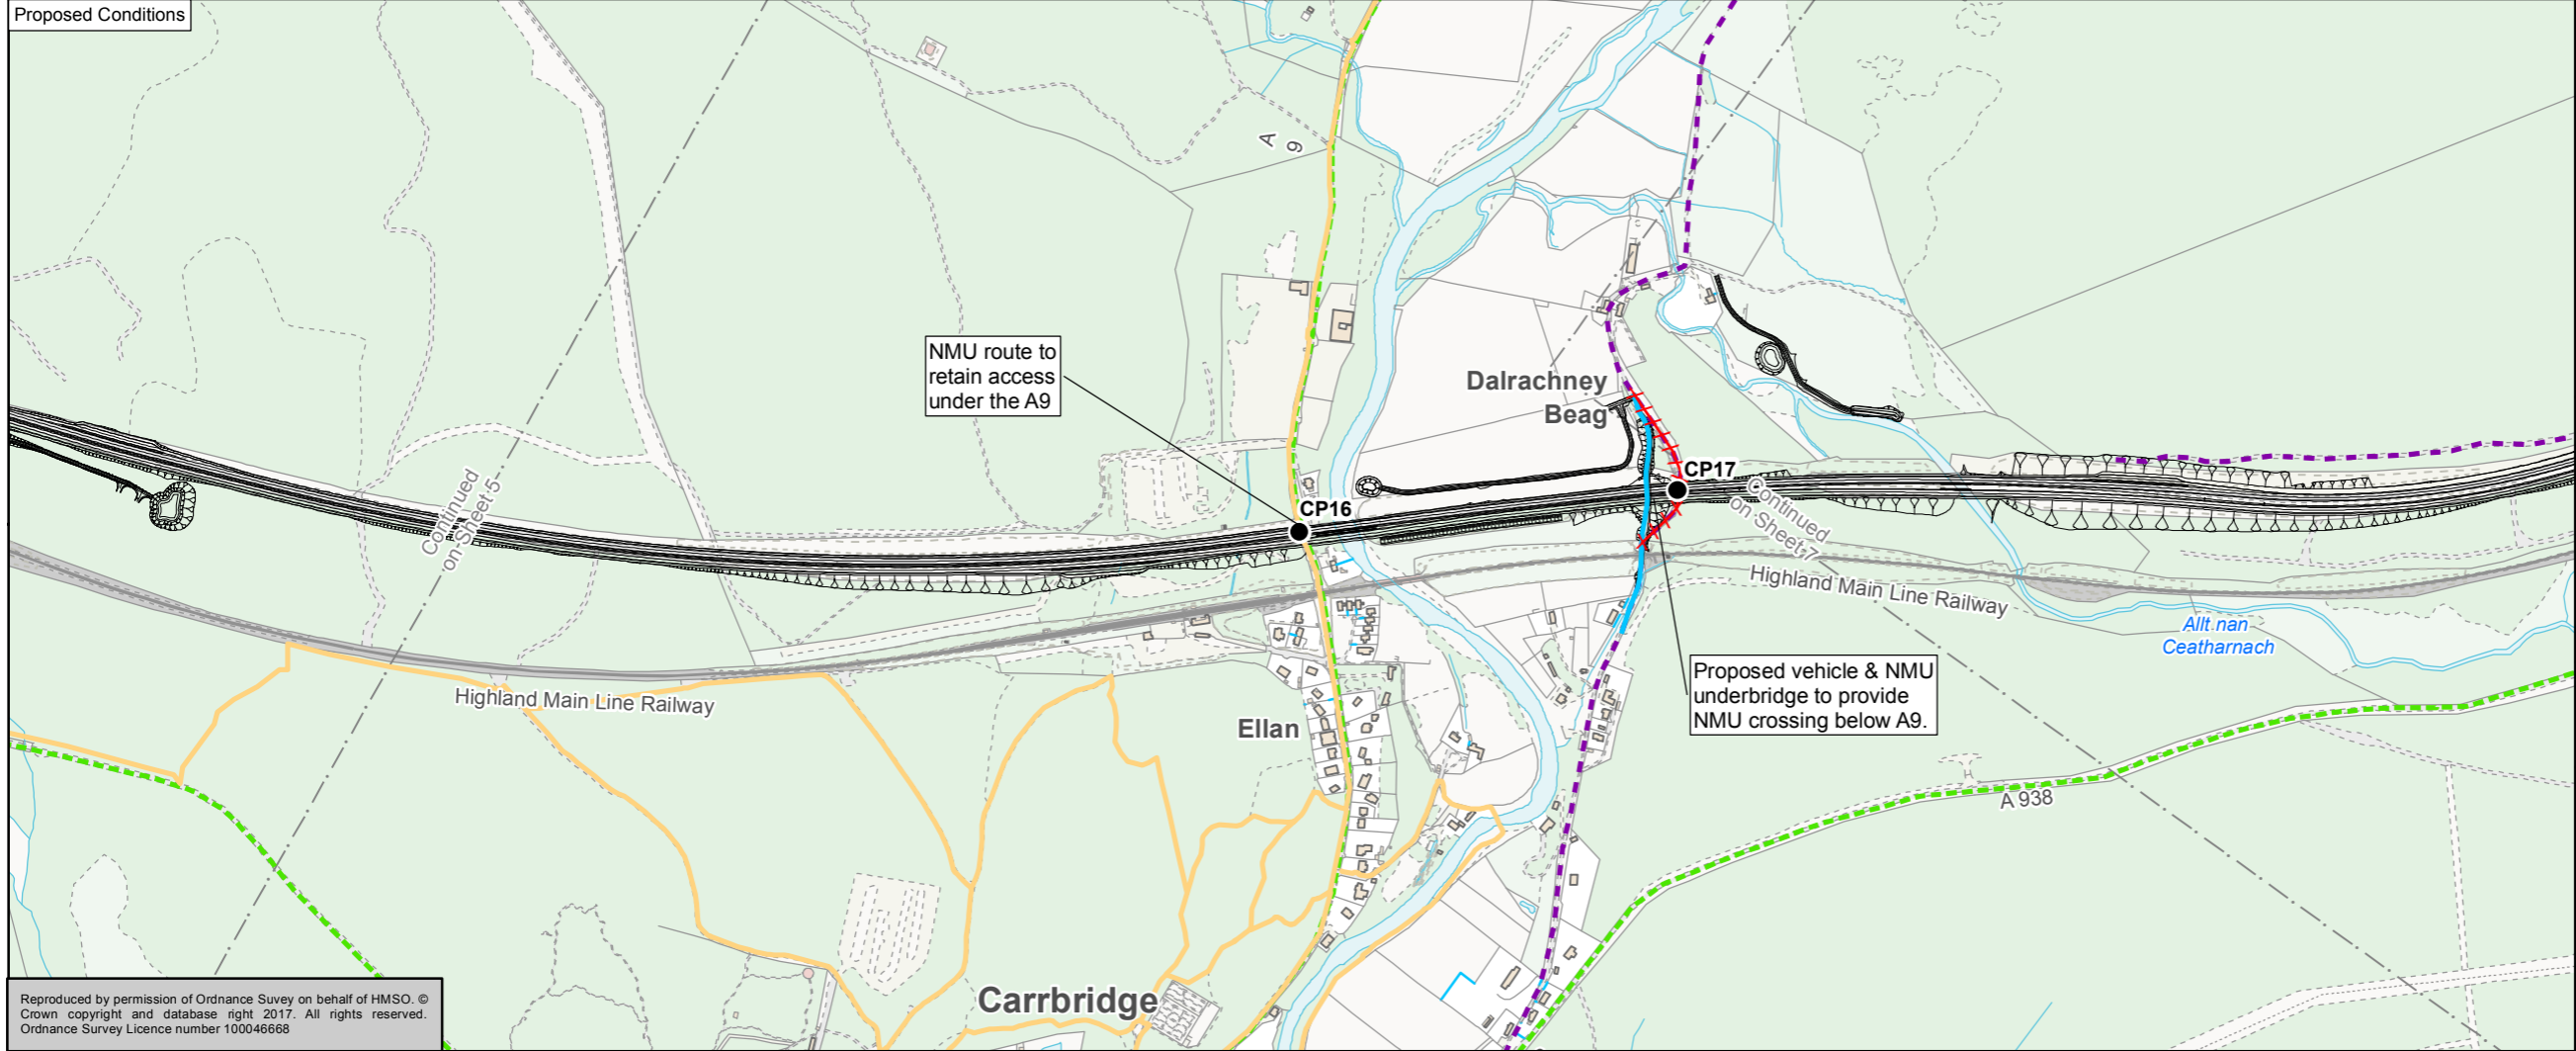 Proposed Conditions
A
9
NMU route to
retain access
under the A9
Dalrachney
Beag
CP17
CP16
Continued
on Sheet 5
Continued
on Sheet 7
Highland Main Line Railway
Allt nan
Ceatharnach
Proposed vehicle & NMU
underbridge to provide
NMU crossing below A9.
Highland Main Line Railway
Ellan
A 938
Carrbridge
Reproduced by permission of Ordnance Suvey on behalf of HMSO. ©
Crown copyright and database right 2017. All rights reserved.
Ordnance Survey Licence number 100046668